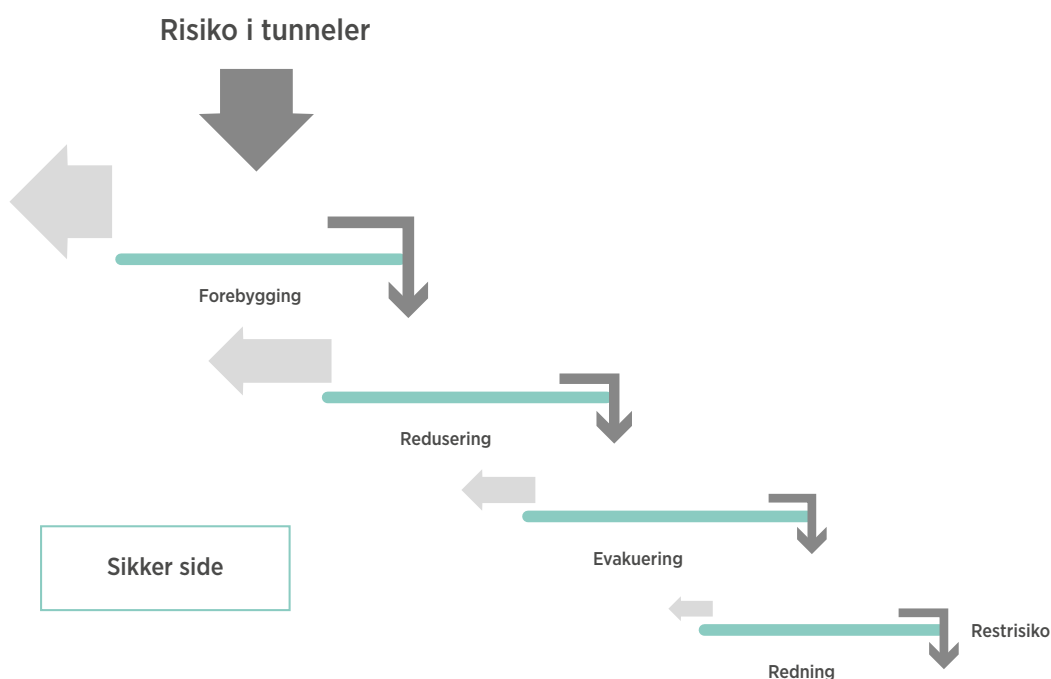 Risiko i tunneler
Forebygging
Redusering
Evakuering
Sikker side
Restrisiko
Redning